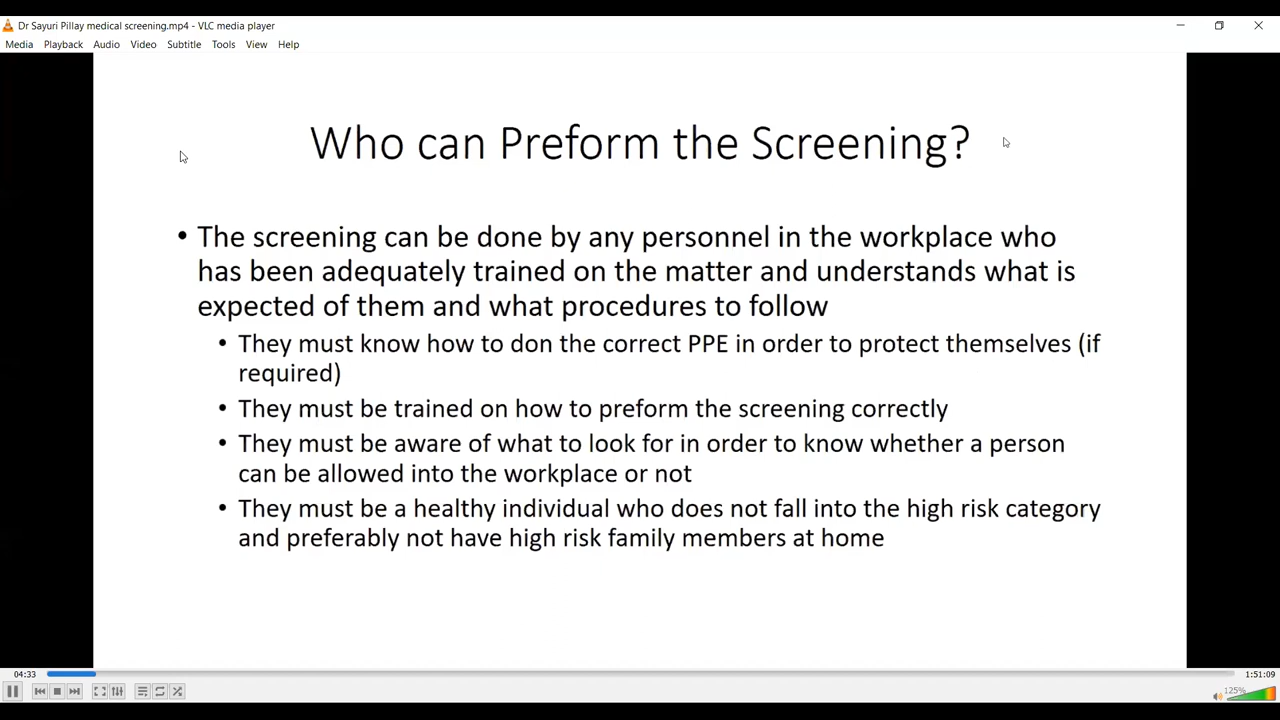 Dr Sayuri Pillay medical screening.mp4 - VLC media player
Media Playback Audio Video Subtitle Tools View Help
Who can Preform the Screening?
• The screening can be done by any personnel in the workplace who
has been adequately trained on the matter and understands what is
expected of them and what procedures to follow
• They must know how to don the correct PPE in order to protect themselves (if
required)
• They must be trained on how to preform the screening correctly
• They must be aware of what to look for in order to know whether a person
can be allowed into the workplace or not
• They must be a healthy individual who does not fall into the high risk category
and preferably not have high risk family members at home
04:33 1:51:09
125%